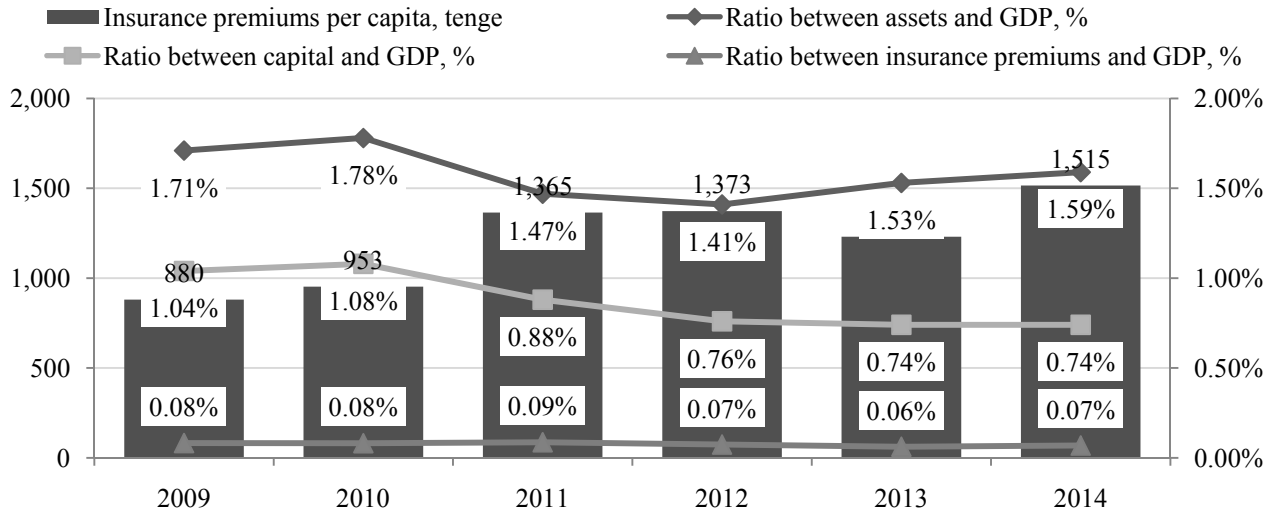 Insurance premiums per capita, tenge
Ratio between assets and GDP, %
Ratio between capital and GDP, %
Ratio between insurance premiums and GDP, %
2,000 2.00%
1.71% 1.78% 1,365 1,373 1,515
1,500 1.47% 1.41% 1.53% 1.59% 1.50%
880 953
1,000 1.04% 1.08% 1.00%
0.88% 0.76% 0.74% 0.74%
500 0.50%
0.08% 0.08% 0.09% 0.07% 0.06% 0.07%
0 0.00%
2009 2010 2011 2012 2013 2014